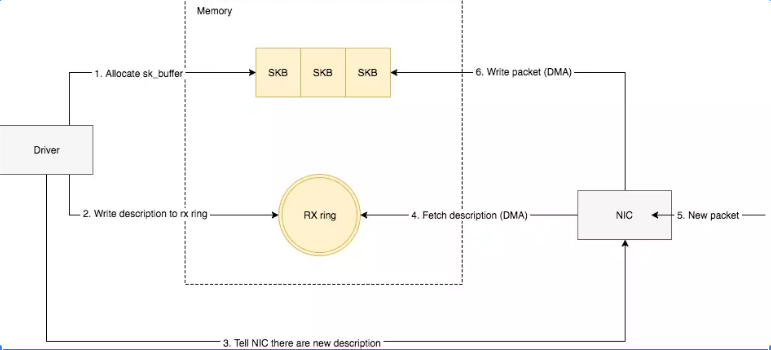 Memory
1. Allocate sk_buffer
SKB
SKB
SKB
6. Write packet (DMA)
Driver
2. Write description to rx ring
RX ring
4. Fetch description (DMA)
NIC
5. New packet
3. Tell NIC there are new description